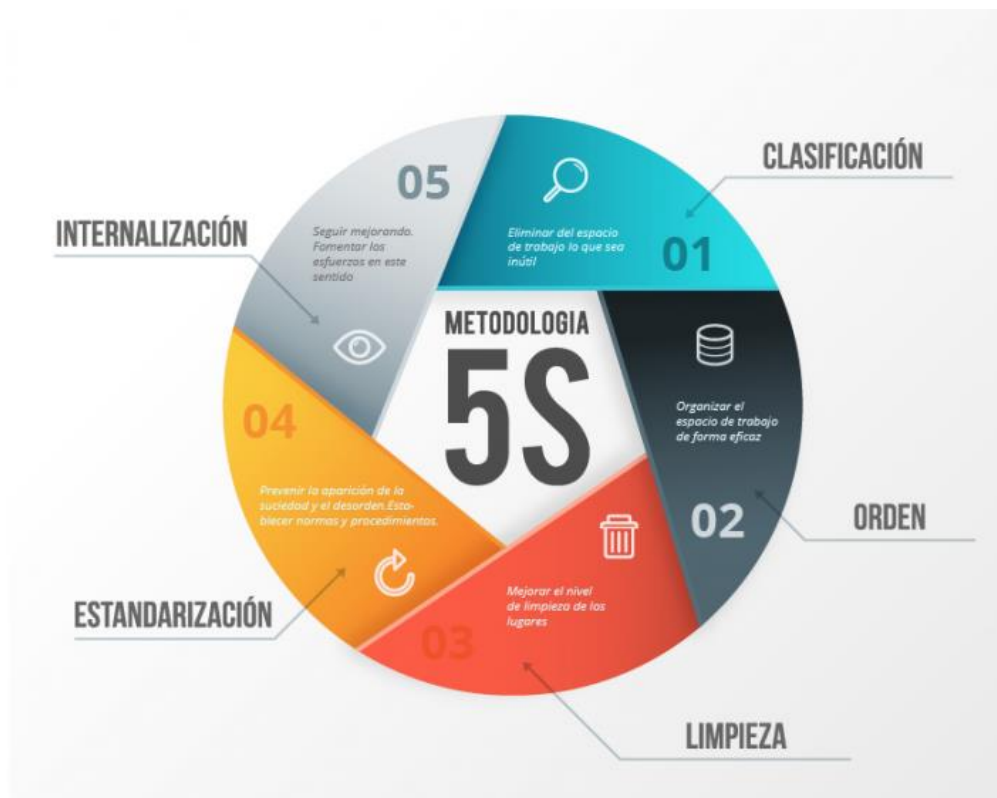 CLASIFICACIÓN
01
Eliminar del espacio
de trabajo lo que sea
inútil
METODOLOGIA
5S
ORDEN
02
Organizar el
espacio de trabajo
de forma eficaz
LIMPIEZA
03
Mejorar el nivel
de limpieza de los
lugares
ESTANDARIZACIÓN
04
Prevenir la aparición de la
suciedad y el desorden.Esta-
blecer normas y procedimientos.
INTERNALIZACIÓN
05
Seguir mejorando.
Fomentar los
esfuerzos en este
sentido